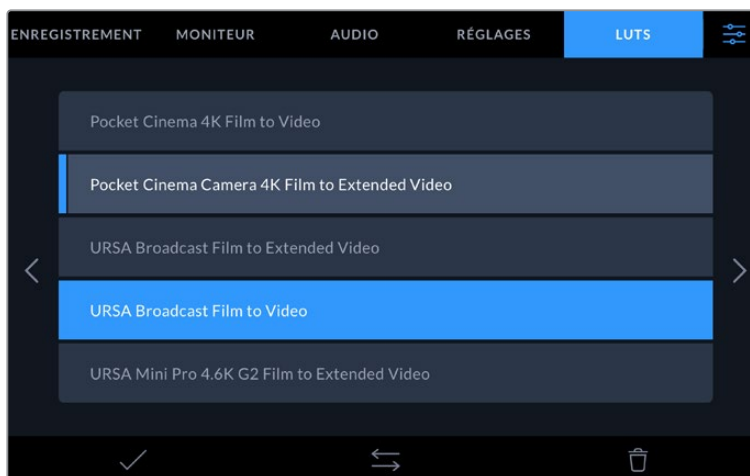 ENREGISTREMENT MONITEUR AUDIO RÉGLAGES LUTS
Pocket Cinema 4K Film to Video
Pocket Cinema Camera 4K Film to Extended Video
URSA Broadcast Film to Extended Video
URSA Broadcast Film to Video
URSA Mini Pro 4.6K G2 Film to Extended Video